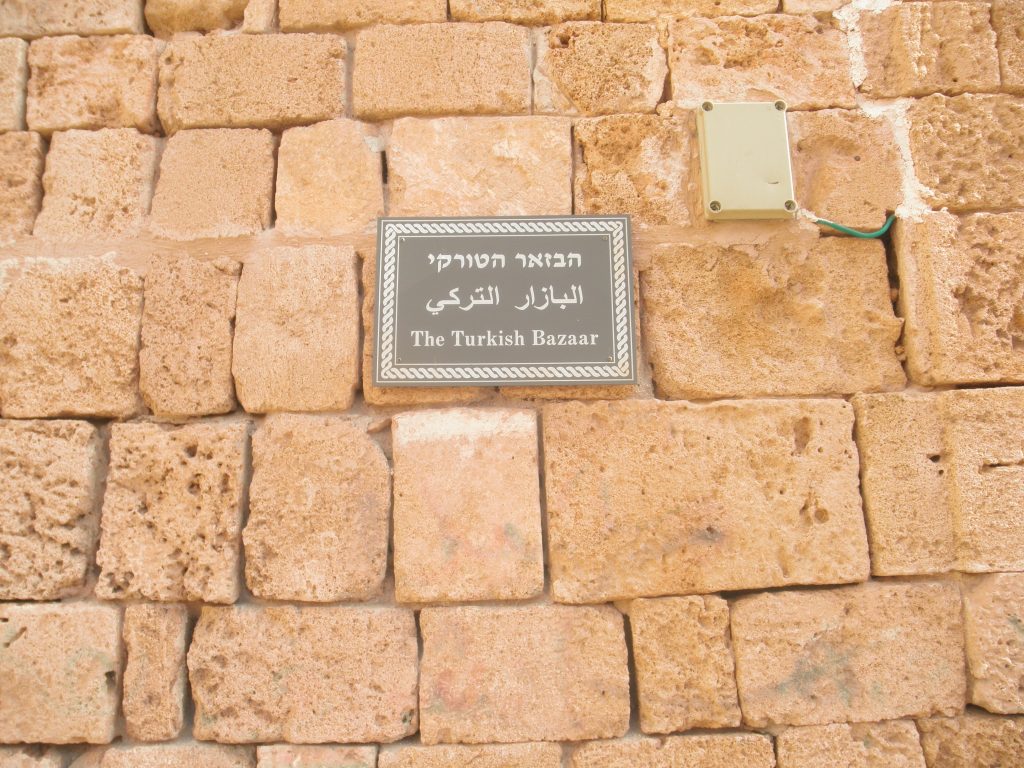 הבזאר הטורקי
البازار التركي
The Turkish Bazaar